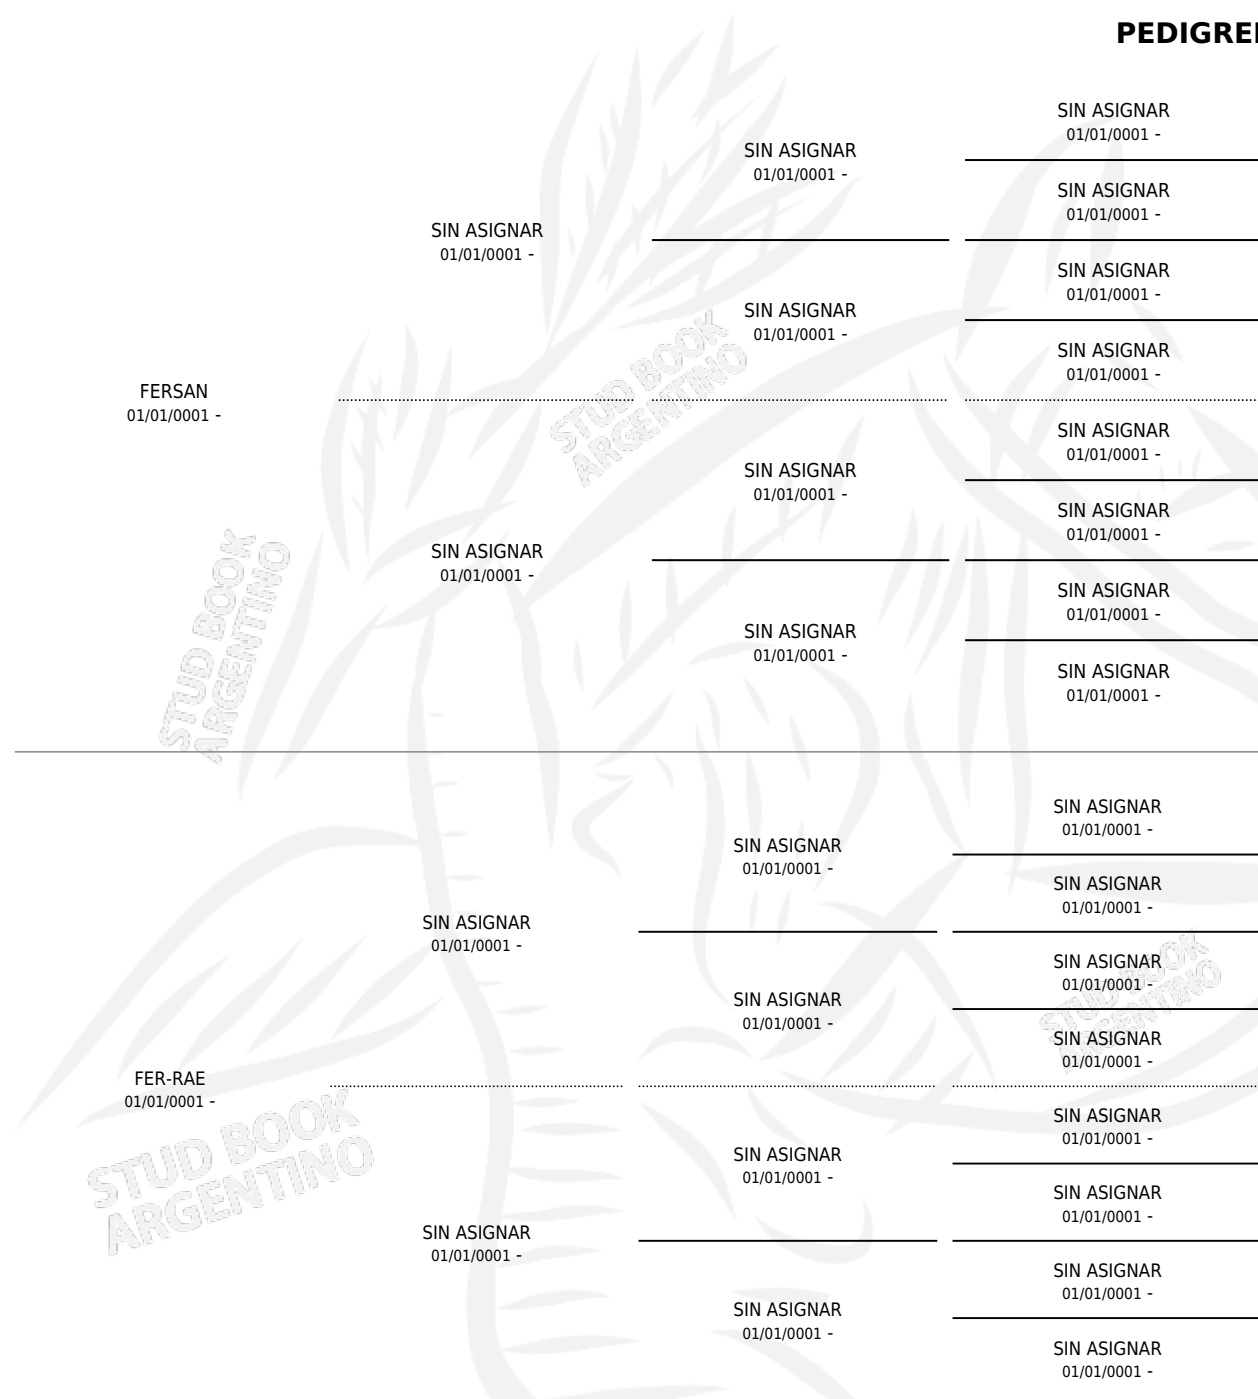 PEDIGREE
FERSAN
01/01/0001 -
SIN ASIGNAR
01/01/0001 -
SIN ASIGNAR
01/01/0001 -
SIN ASIGNAR
01/01/0001 -
SIN ASIGNAR
01/01/0001 -
SIN ASIGNAR
01/01/0001 -
SIN ASIGNAR
01/01/0001 -
SIN ASIGNAR
01/01/0001 -
SIN ASIGNAR
01/01/0001 -
SIN ASIGNAR
01/01/0001 -
SIN ASIGNAR
01/01/0001 -
SIN ASIGNAR
01/01/0001 -
SIN ASIGNAR
01/01/0001 -
SIN ASIGNAR
01/01/0001 -
SIN ASIGNAR
01/01/0001 -
STUD BOOK
ARGENTINO
STUD BOOK
ARGENTINO
FER-RAE
01/01/0001 -
SIN ASIGNAR
01/01/0001 -
SIN ASIGNAR
01/01/0001 -
SIN ASIGNAR
01/01/0001 -
SIN ASIGNAR
01/01/0001 -
SIN ASIGNAR
01/01/0001 -
SIN ASIGNAR
01/01/0001 -
SIN ASIGNAR
01/01/0001 -
SIN ASIGNAR
01/01/0001 -
SIN ASIGNAR
01/01/0001 -
SIN ASIGNAR
01/01/0001 -
SIN ASIGNAR
01/01/0001 -
SIN ASIGNAR
01/01/0001 -
SIN ASIGNAR
01/01/0001 -
SIN ASIGNAR
01/01/0001 -
STUD BOOK
ARGENTINO
STUD BOOK
ARGENTINO